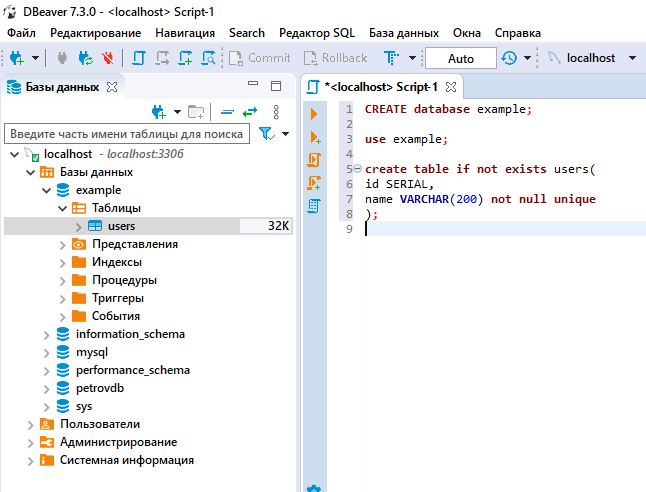 DBeaver 7.3.0 - <localhost> Script-1
Файл Редактирование Навигация Search Редактор SQL База данных Окна Справка
Commit Rollback Auto localhost
Базы данных
Введите часть имени таблицы для поиска
localhost - localhost:3306
Базы данных
example
Таблицы
users 32K
Представления
Индексы
Процедуры
Триггеры
События
information_schema
mysql
performance_schema
petrovdb
sys
Пользователи
Администрирование
Системная информация
*<localhost> Script-1
1 CREATE database example;
2
3 use example;
4
5 create table if not exists users(
6 id SERIAL,
7 name VARCHAR(200) not null unique
8 );
9